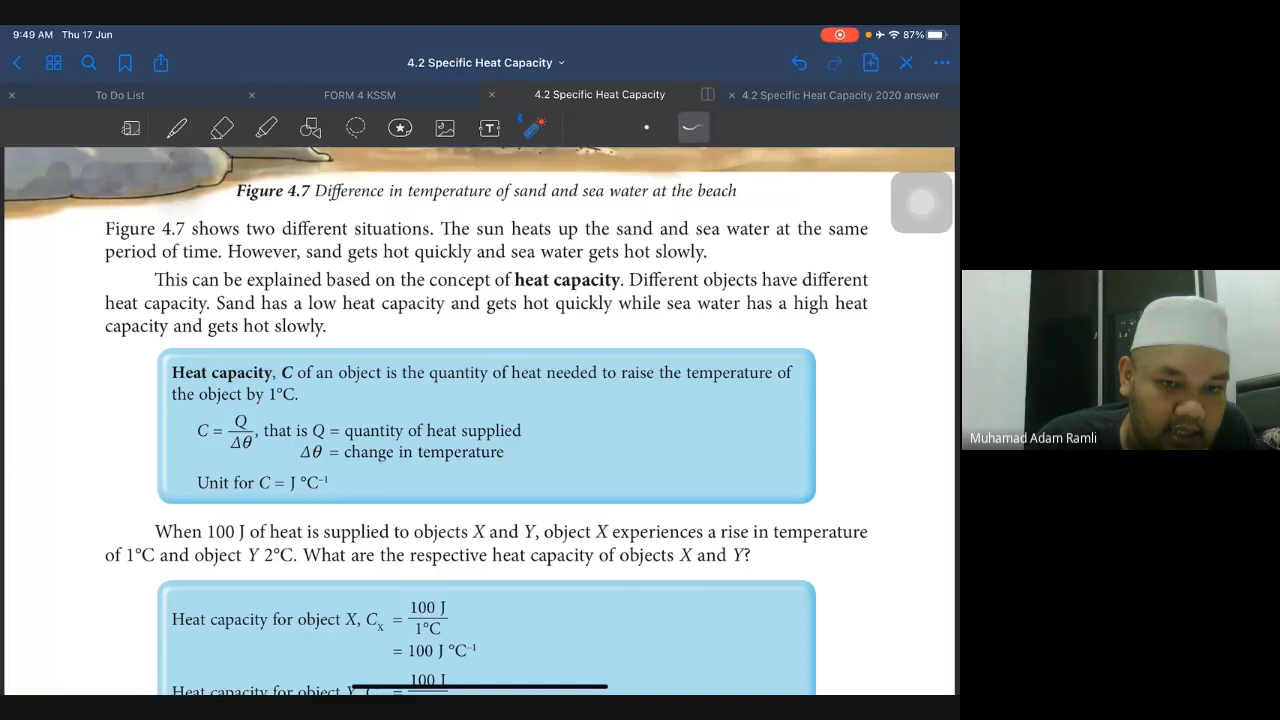 9:49 AM Thu 17 Jun
87%
4.2 Specific Heat Capacity
To Do List
FORM 4 KSSM
4.2 Specific Heat Capacity
4.2 Specific Heat Capacity 2020 answer
Figure 4.7 Difference in temperature of sand and sea water at the beach
Figure 4.7 shows two different situations. The sun heats up the sand and sea water at the same
period of time. However, sand gets hot quickly and sea water gets hot slowly.
This can be explained based on the concept of heat capacity. Different objects have different
heat capacity. Sand has a low heat capacity and gets hot quickly while sea water has a high heat
capacity and gets hot slowly.
Heat capacity, C of an object is the quantity of heat needed to raise the temperature of
the object by 1°C.
C = Q/Δθ, that is Q = quantity of heat supplied
Δθ = change in temperature
Unit for C = J °C⁻¹
When 100 J of heat is supplied to objects X and Y, object X experiences a rise in temperature
of 1°C and object Y 2°C. What are the respective heat capacity of objects X and Y?
Heat capacity for object X, Cₓ = 100 J/1°C
= 100 J °C⁻¹
Heat capacity for object Y, C = 100 J
Muhamad Adam Ramli